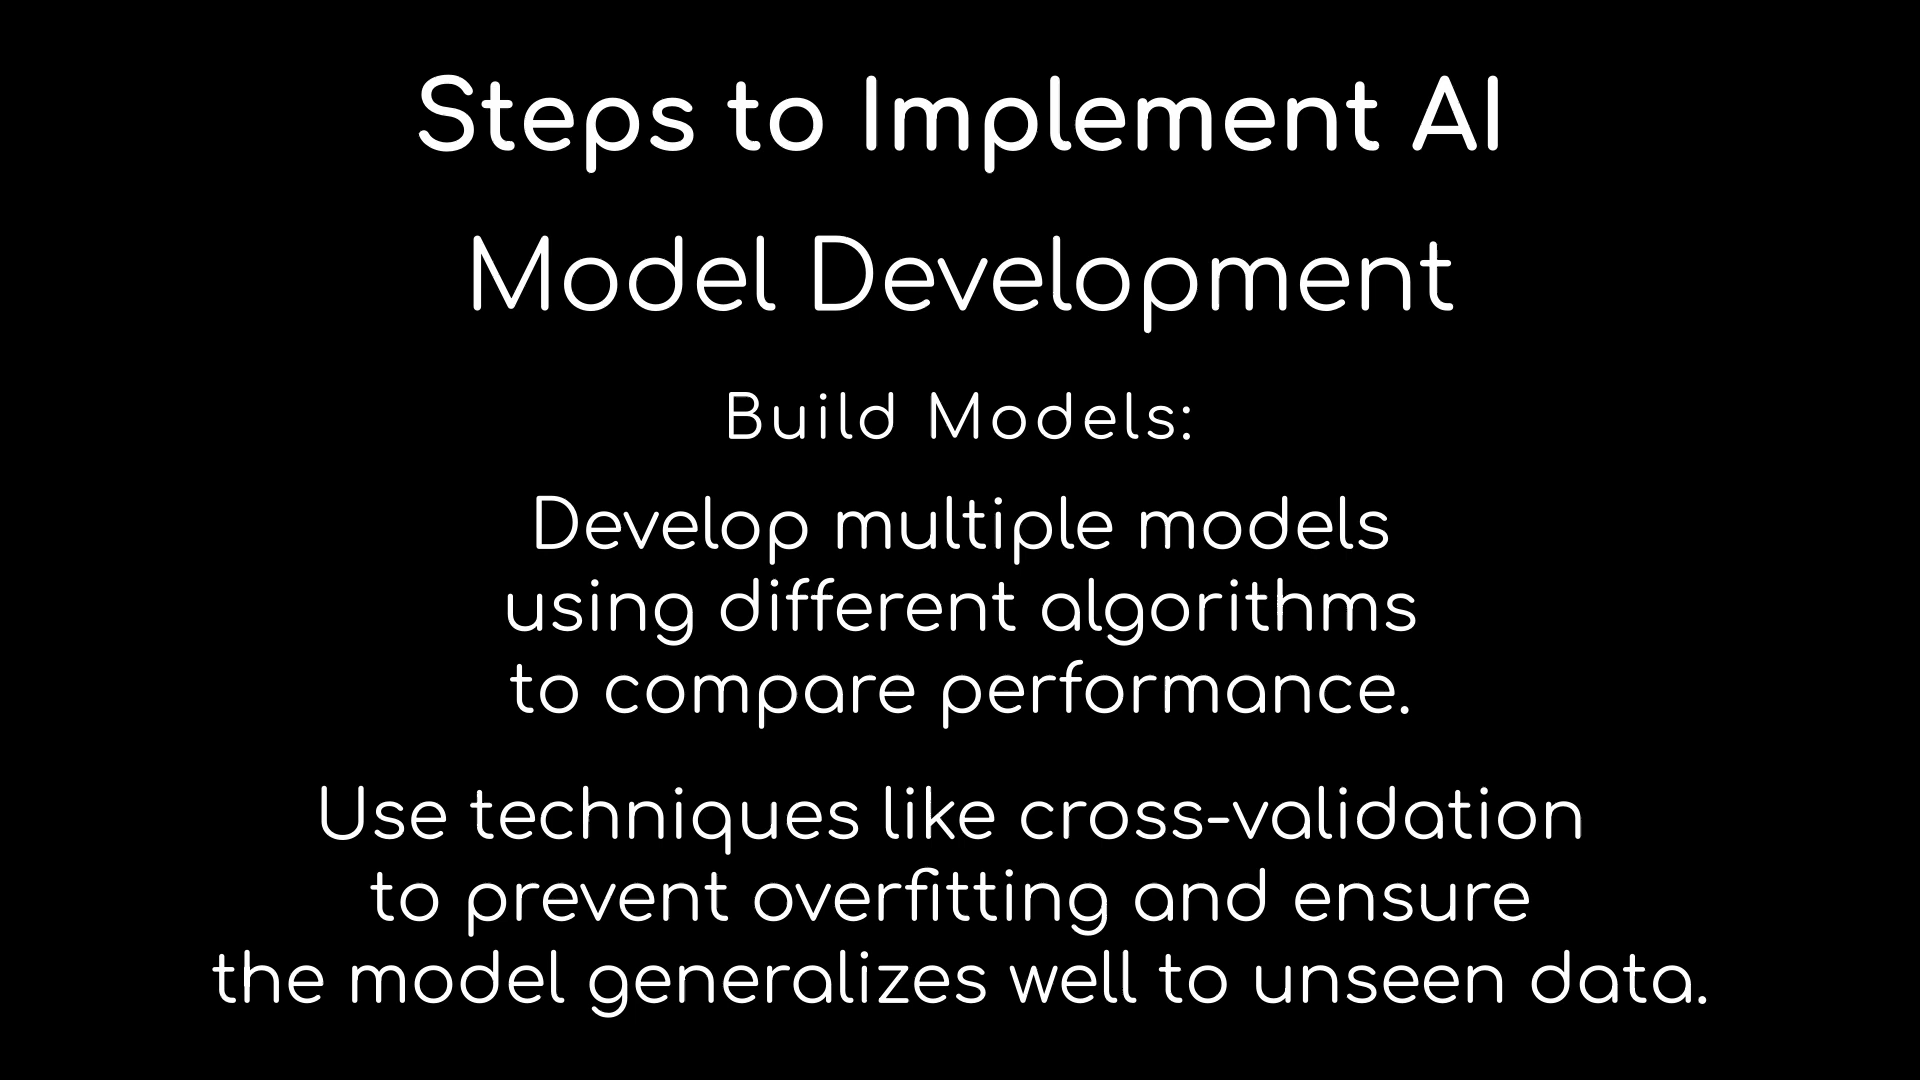 Steps to Implement AI
Model Development
Build Models:
Develop multiple models
using different algorithms
to compare performance.
Use techniques like cross-validation
to prevent overfitting and ensure
the model generalizes well to unseen data.